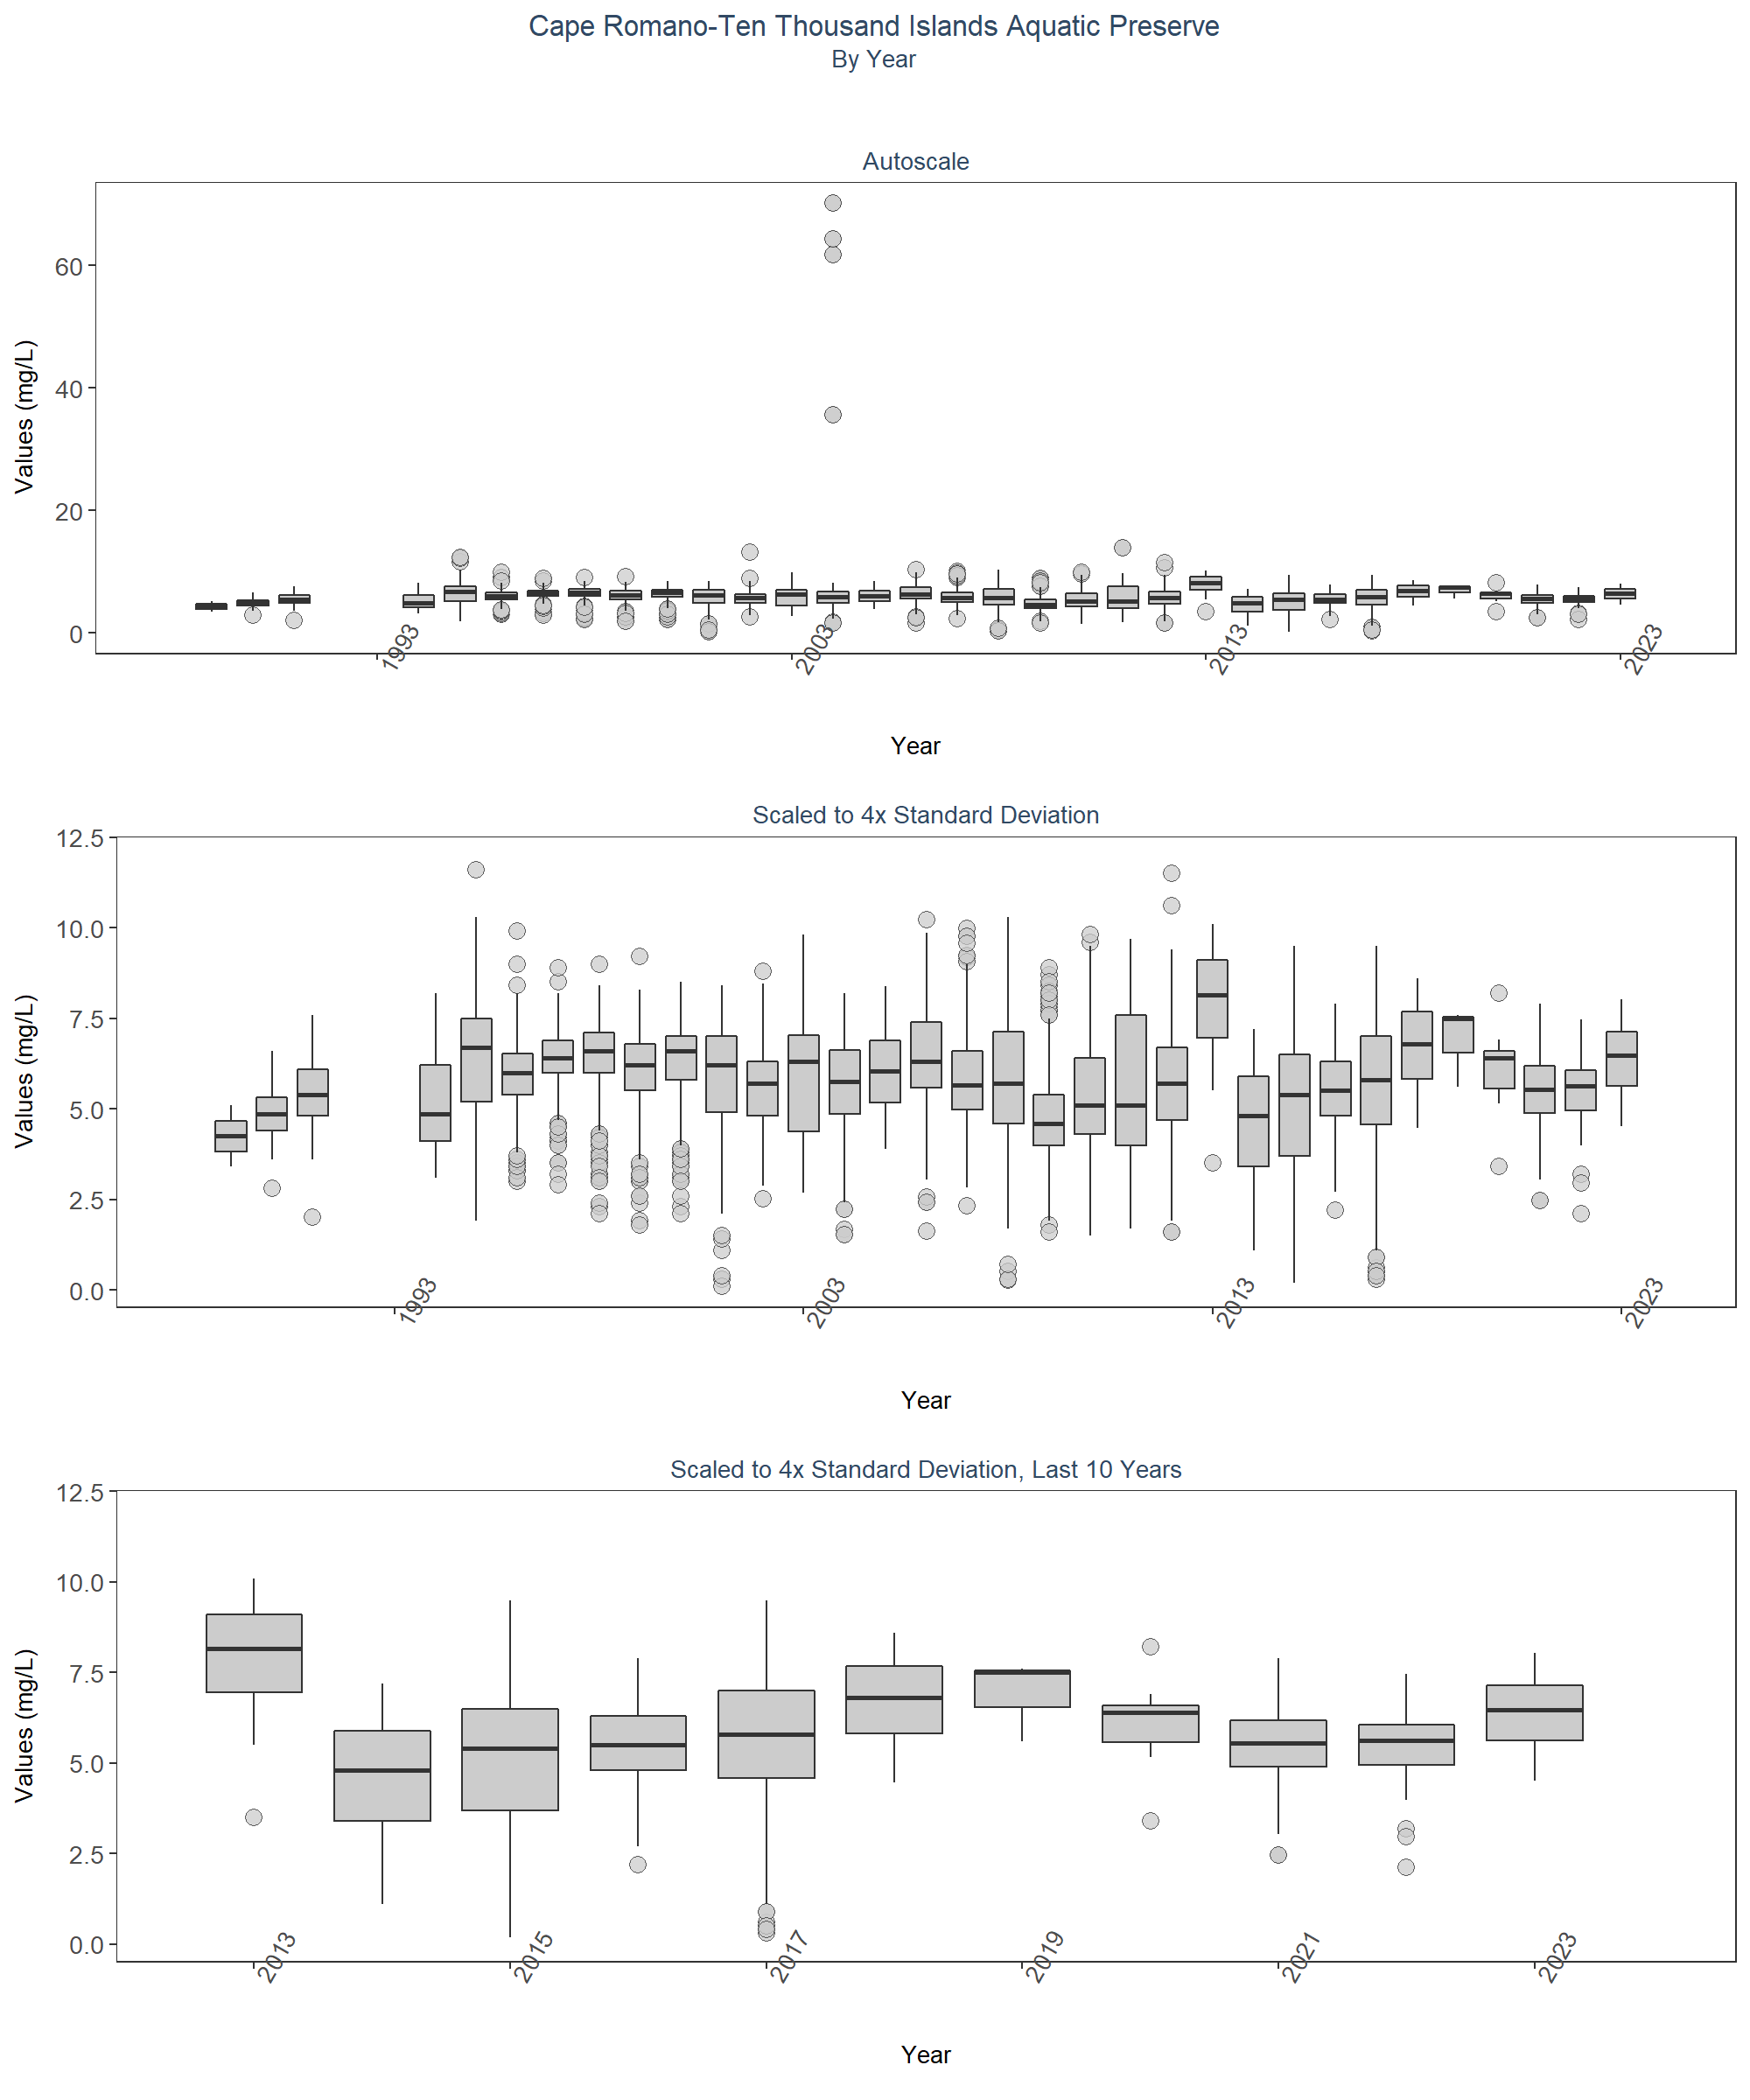 Cape Romano-Ten Thousand Islands Aquatic Preserve
By Year
Autoscale
Values (mg/L)
60
40
20
0
1993
2003
2013
2023
Year
Scaled to 4x Standard Deviation
Values (mg/L)
12.5
10.0
7.5
5.0
2.5
0.0
1993
2003
2013
2023
Year
Scaled to 4x Standard Deviation, Last 10 Years
Values (mg/L)
12.5
10.0
7.5
5.0
2.5
0.0
2013
2015
2017
2019
2021
2023
Year